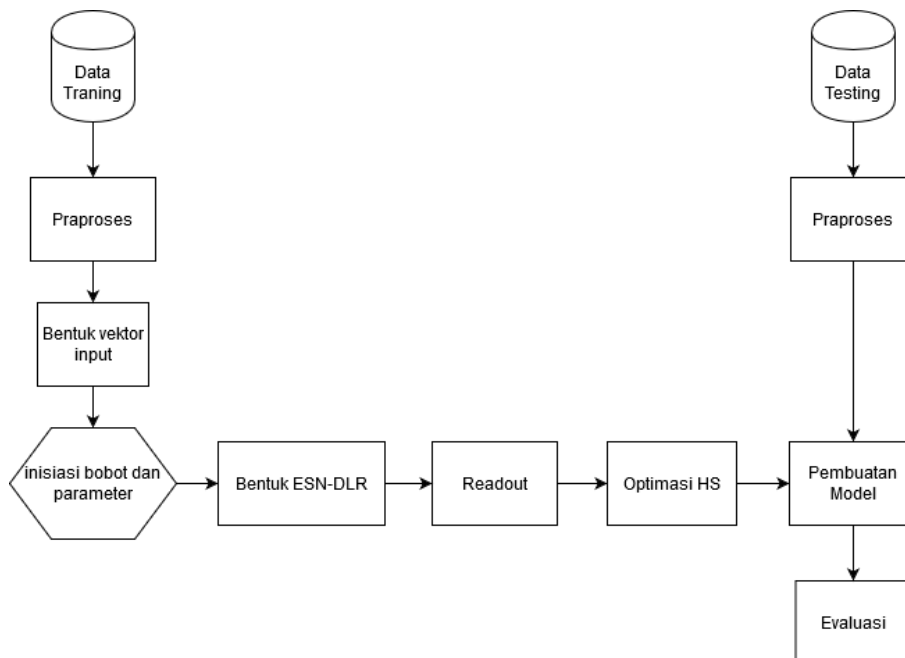 Data
Traning
Data
Testing
Praproses
Praproses
Bentuk vektor
input
inisiasi bobot dan
parameter
Bentuk ESN-DLR
Readout
Optimasi HS
Pembuatan
Model
Evaluasi